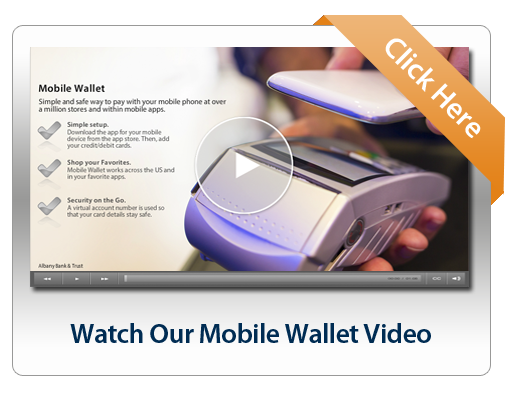 Click Here
Mobile Wallet
Simple and safe way to pay with your mobile phone at over
a million stores and within mobile apps.
Simple setup.
Download the app for your mobile
device from the app store. Then, add
your credit/debit cards.
Shop your Favorites.
Mobile Wallet works across the US and
in your favorite apps.
Security on the Go.
A virtual account number is used so
that your card details stay safe.
Albany Bank & Trust
Watch Our Mobile Wallet Video